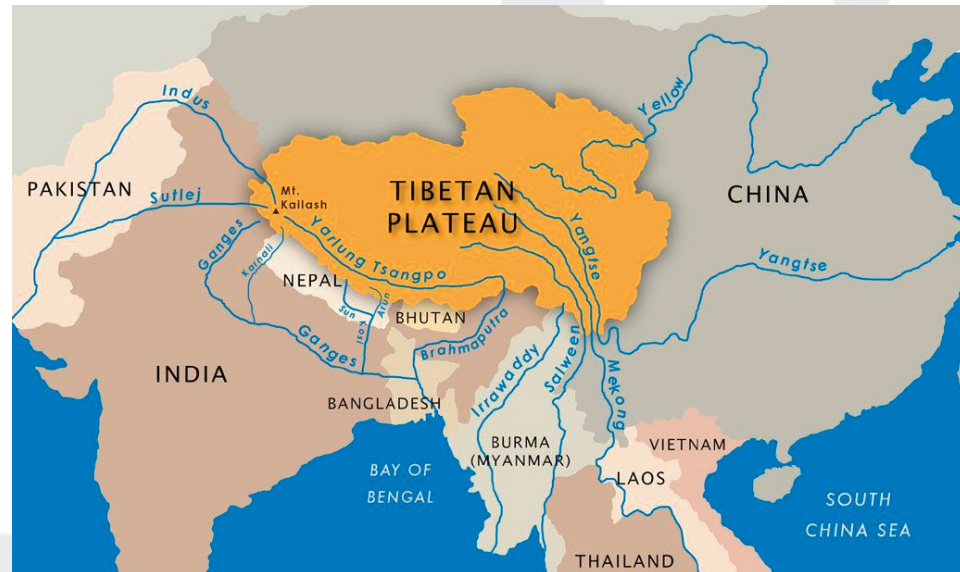 Indus
Yellow
PAKISTAN
Sutlej
Mt.
Kailash
TIBETAN
PLATEAU
CHINA
Ganges
Karnali
Yarlung Tsangpo
Yangtse
Yangtse
NEPAL
Sun
Kosi
Arun
BHUTAN
Brahmaputra
Ganges
INDIA
BANGLADESH
Irrawaddy
Salween
Mekong
BURMA
(MYANMAR)
VIETNAM
LAOS
BAY OF
BENGAL
SOUTH
CHINA SEA
THAILAND